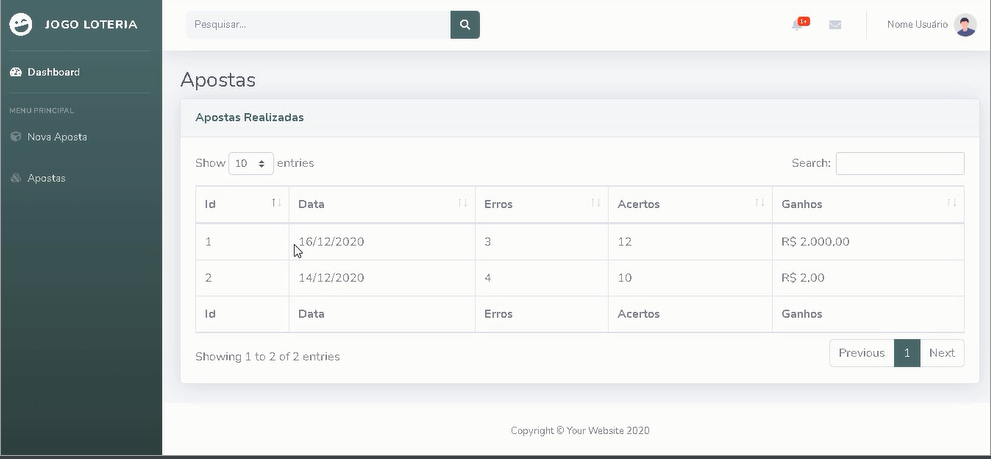 JOGO LOTERIA
Pesquisar...
1+
Nome Usuário
Dashboard
MENU PRINCIPAL
Nova Aposta
Apostas
Apostas
Apostas Realizadas
Show 10 entries
Search:
Id Data Erros Acertos Ganhos
1 16/12/2020 3 12 R$ 2.000,00
2 14/12/2020 4 10 R$ 2.00
Id Data Erros Acertos Ganhos
Showing 1 to 2 of 2 entries
Previous 1 Next
Copyright © Your Website 2020